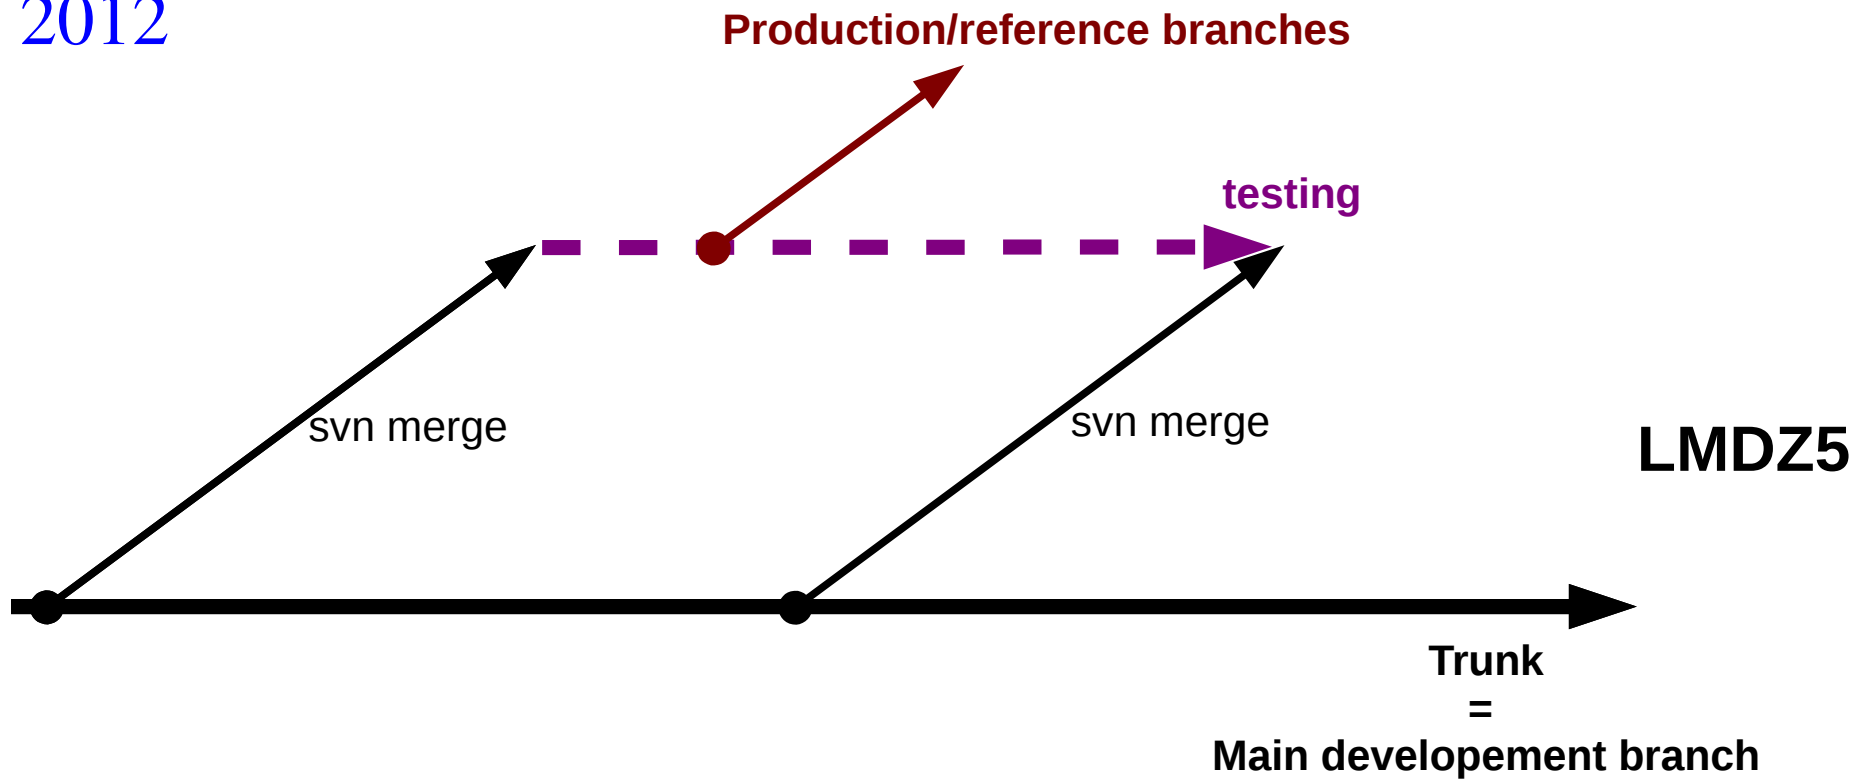 2012
Production/reference branches
testing
svn merge
svn merge
LMDZ5
Trunk
=
Main developement branch